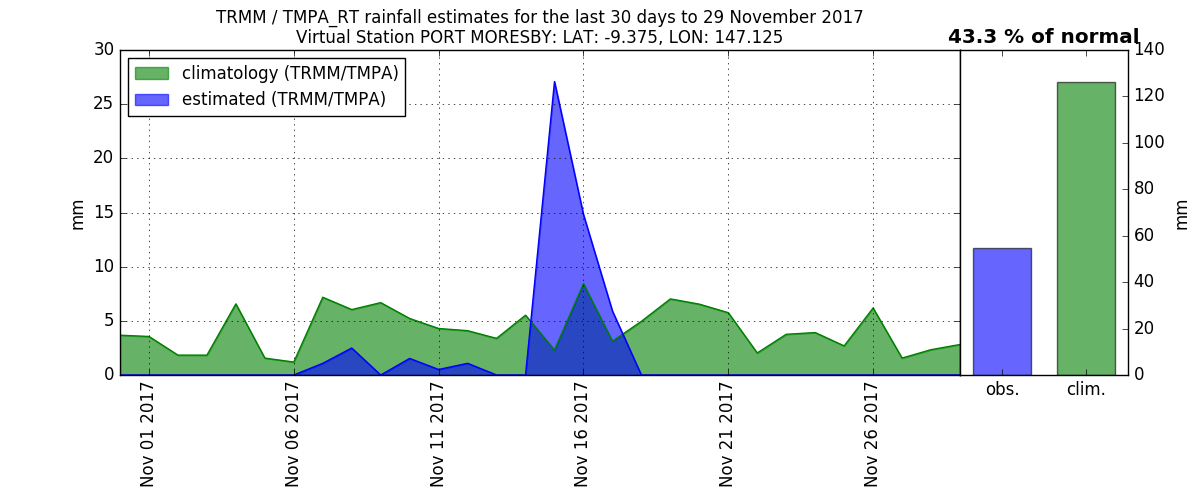 TRMM / TMPA_RT rainfall estimates for the last 30 days to 29 November 2017
Virtual Station PORT MORESBY: LAT: -9.375, LON: 147.125
43.3 % of normal
climatology (TRMM/TMPA)
estimated (TRMM/TMPA)
30
25
20
15
10
5
0
mm
Nov 01 2017
Nov 06 2017
Nov 11 2017
Nov 16 2017
Nov 21 2017
Nov 26 2017
140
120
100
80
60
40
20
0
mm
obs.
clim.